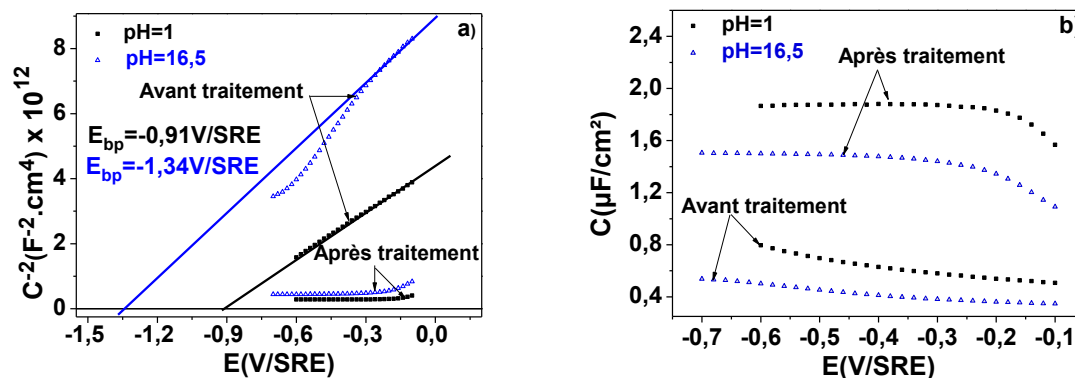 pH=1
pH=16,5
a)
Avant traitement
E_bp=-0,91V/SRE
E_bp=-1,34V/SRE
Après traitement
C⁻²(F⁻².cm⁴) x 10¹²
8
6
4
2
0
-1,5
-1,2
-0,9
-0,6
-0,3
0,0
E(V/SRE)
pH=1
pH=16,5
b)
Après traitement
Avant traitement
C(µF/cm²)
2,4
2,0
1,6
1,2
0,8
0,4
-0,7
-0,6
-0,5
-0,4
-0,3
-0,2
-0,1
E(V/SRE)